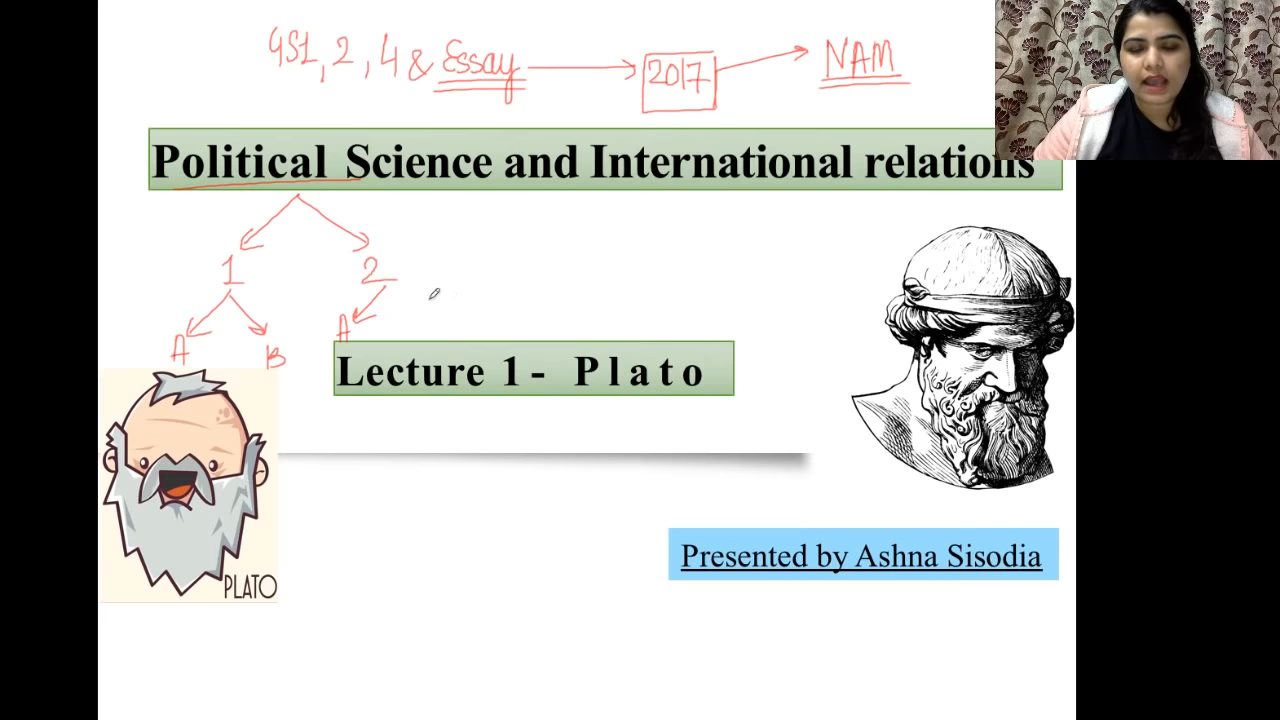 GS1, 2, 4 & Essay → 2017 → NAM
Political Science and International relations
1 2
A B A
Lecture 1 - Plato
PLATO
Presented by Ashna Sisodia